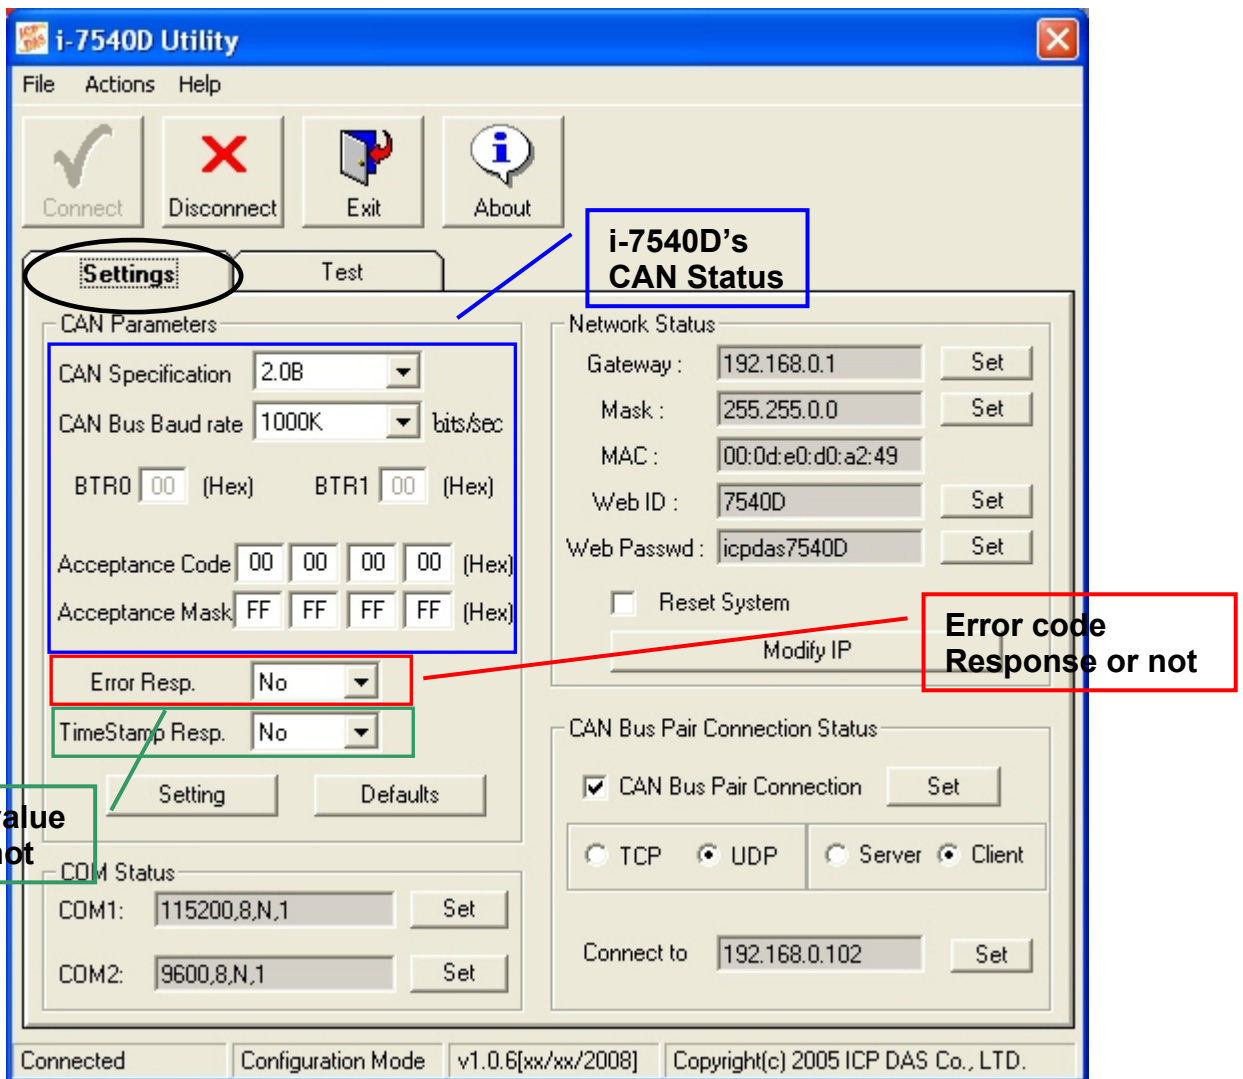 i-7540D Utility
File Actions Help
Connect Disconnect Exit About
i-7540D’s
CAN Status
Settings Test
CAN Parameters
CAN Specification 2.0B
CAN Bus Baud rate 1000K bits/sec
BTR0 00 (Hex) BTR1 00 (Hex)
Acceptance Code 00 00 00 00 (Hex)
Acceptance Mask FF FF FF FF (Hex)
Error Resp. No
TimeStamp Resp. No
Setting Defaults
value
not
COM Status
COM1: 115200,8,N,1 Set
COM2: 9600,8,N,1 Set
Network Status
Gateway : 192.168.0.1 Set
Mask : 255.255.0.0 Set
MAC : 00:0d:e0:d0:a2:49
Web ID : 7540D Set
Web Passwd : icpdas7540D Set
Reset System
Modify IP
Error code
Response or not
CAN Bus Pair Connection Status
CAN Bus Pair Connection Set
TCP UDP Server Client
Connect to 192.168.0.102 Set
Connected Configuration Mode v1.0.6[xx/xx/2008] Copyright(c) 2005 ICP DAS Co., LTD.